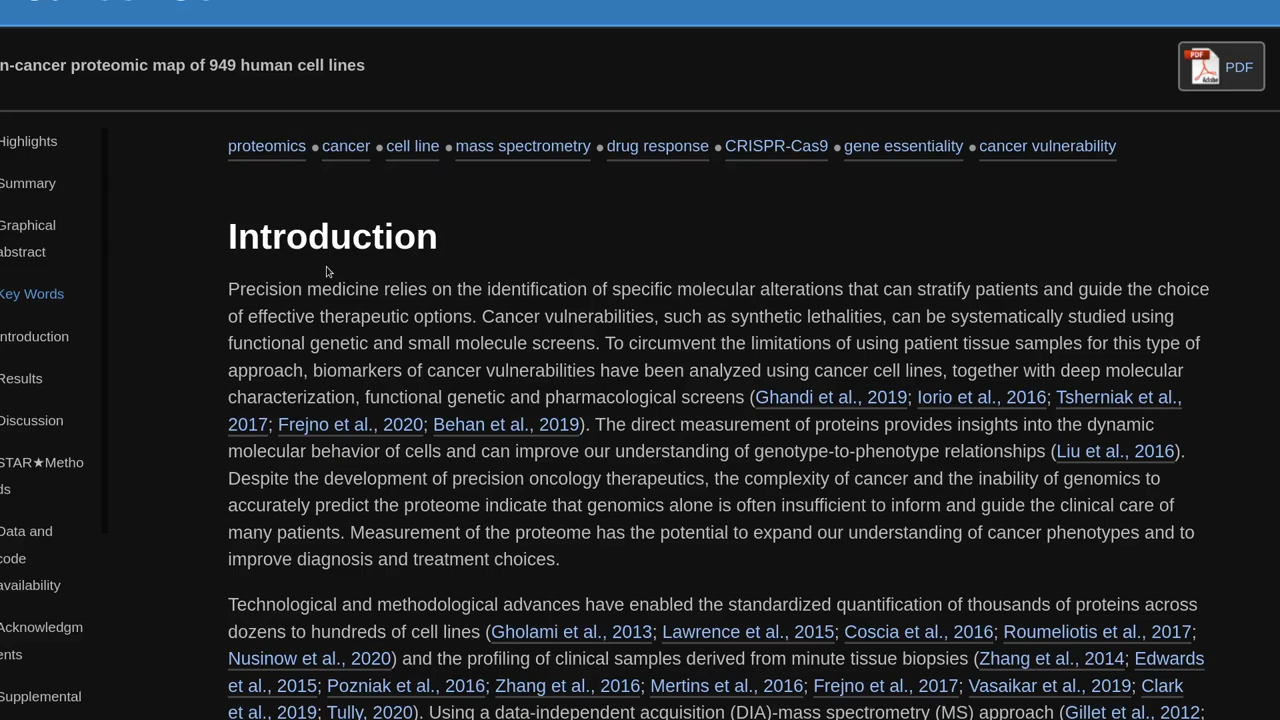 n-cancer proteomic map of 949 human cell lines
PDF
Highlights
Summary
Graphical
abstract
Key Words
ntroduction
Results
Discussion
STAR★Metho
ds
Data and
code
availability
Acknowledgm
ents
Supplemental
proteomics • cancer • cell line • mass spectrometry • drug response • CRISPR-Cas9 • gene essentiality • cancer vulnerability
Introduction
Precision medicine relies on the identification of specific molecular alterations that can stratify patients and guide the choice
of effective therapeutic options. Cancer vulnerabilities, such as synthetic lethalities, can be systematically studied using
functional genetic and small molecule screens. To circumvent the limitations of using patient tissue samples for this type of
approach, biomarkers of cancer vulnerabilities have been analyzed using cancer cell lines, together with deep molecular
characterization, functional genetic and pharmacological screens (Ghandi et al., 2019; Iorio et al., 2016; Tsherniak et al.,
2017; Frejno et al., 2020; Behan et al., 2019). The direct measurement of proteins provides insights into the dynamic
molecular behavior of cells and can improve our understanding of genotype-to-phenotype relationships (Liu et al., 2016).
Despite the development of precision oncology therapeutics, the complexity of cancer and the inability of genomics to
accurately predict the proteome indicate that genomics alone is often insufficient to inform and guide the clinical care of
many patients. Measurement of the proteome has the potential to expand our understanding of cancer phenotypes and to
improve diagnosis and treatment choices.
Technological and methodological advances have enabled the standardized quantification of thousands of proteins across
dozens to hundreds of cell lines (Gholami et al., 2013; Lawrence et al., 2015; Coscia et al., 2016; Roumeliotis et al., 2017;
Nusinow et al., 2020) and the profiling of clinical samples derived from minute tissue biopsies (Zhang et al., 2014; Edwards
et al., 2015; Pozniak et al., 2016; Zhang et al., 2016; Mertins et al., 2016; Frejno et al., 2017; Vasaikar et al., 2019; Clark
et al., 2019; Tully, 2020). Using a data-independent acquisition (DIA)-mass spectrometry (MS) approach (Gillet et al., 2012;